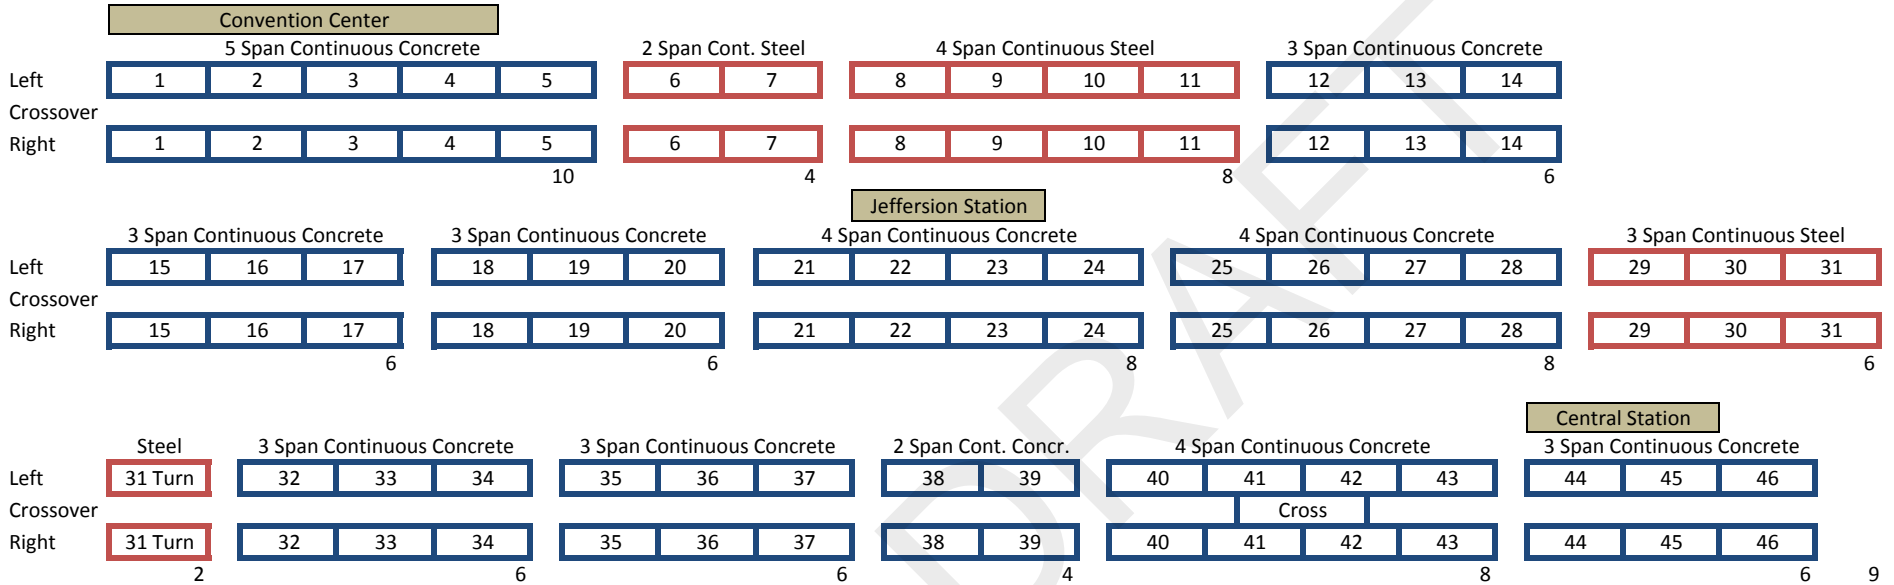 Convention Center
5 Span Continuous Concrete 2 Span Cont. Steel 4 Span Continuous Steel 3 Span Continuous Concrete
Left 1 2 3 4 5 6 7 8 9 10 11 12 13 14
Crossover
Right 1 2 3 4 5 6 7 8 9 10 11 12 13 14
10 4 8 6
Jeffersion Station
3 Span Continuous Concrete 3 Span Continuous Concrete 4 Span Continuous Concrete 4 Span Continuous Concrete 3 Span Continuous Steel
Left 15 16 17 18 19 20 21 22 23 24 25 26 27 28 29 30 31
Crossover
Right 15 16 17 18 19 20 21 22 23 24 25 26 27 28 29 30 31
6 6 8 8 6
Central Station
Steel 3 Span Continuous Concrete 3 Span Continuous Concrete 2 Span Cont. Concr. 4 Span Continuous Concrete 3 Span Continuous Concrete
Left 31 Turn 32 33 34 35 36 37 38 39 40 41 42 43 44 45 46
Crossover Cross
Right 31 Turn 32 33 34 35 36 37 38 39 40 41 42 43 44 45 46
2 6 6 4 8 6 9
DRAFT